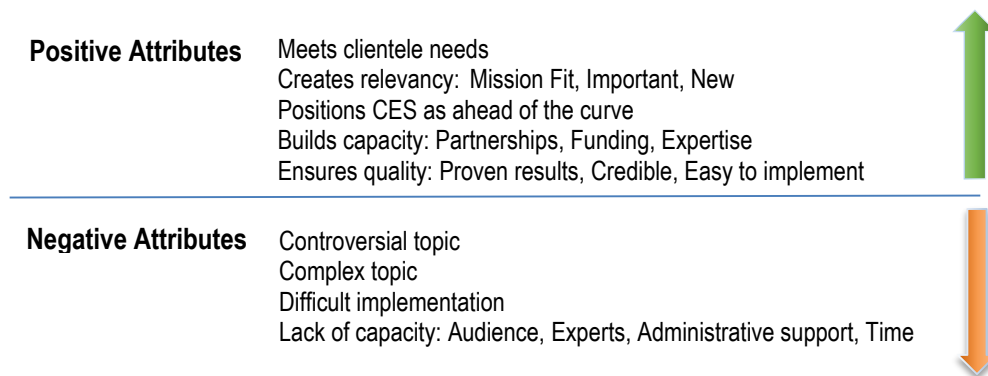 Positive Attributes
Meets clientele needs
Creates relevancy: Mission Fit, Important, New
Positions CES as ahead of the curve
Builds capacity: Partnerships, Funding, Expertise
Ensures quality: Proven results, Credible, Easy to implement
Negative Attributes
Controversial topic
Complex topic
Difficult implementation
Lack of capacity: Audience, Experts, Administrative support, Time